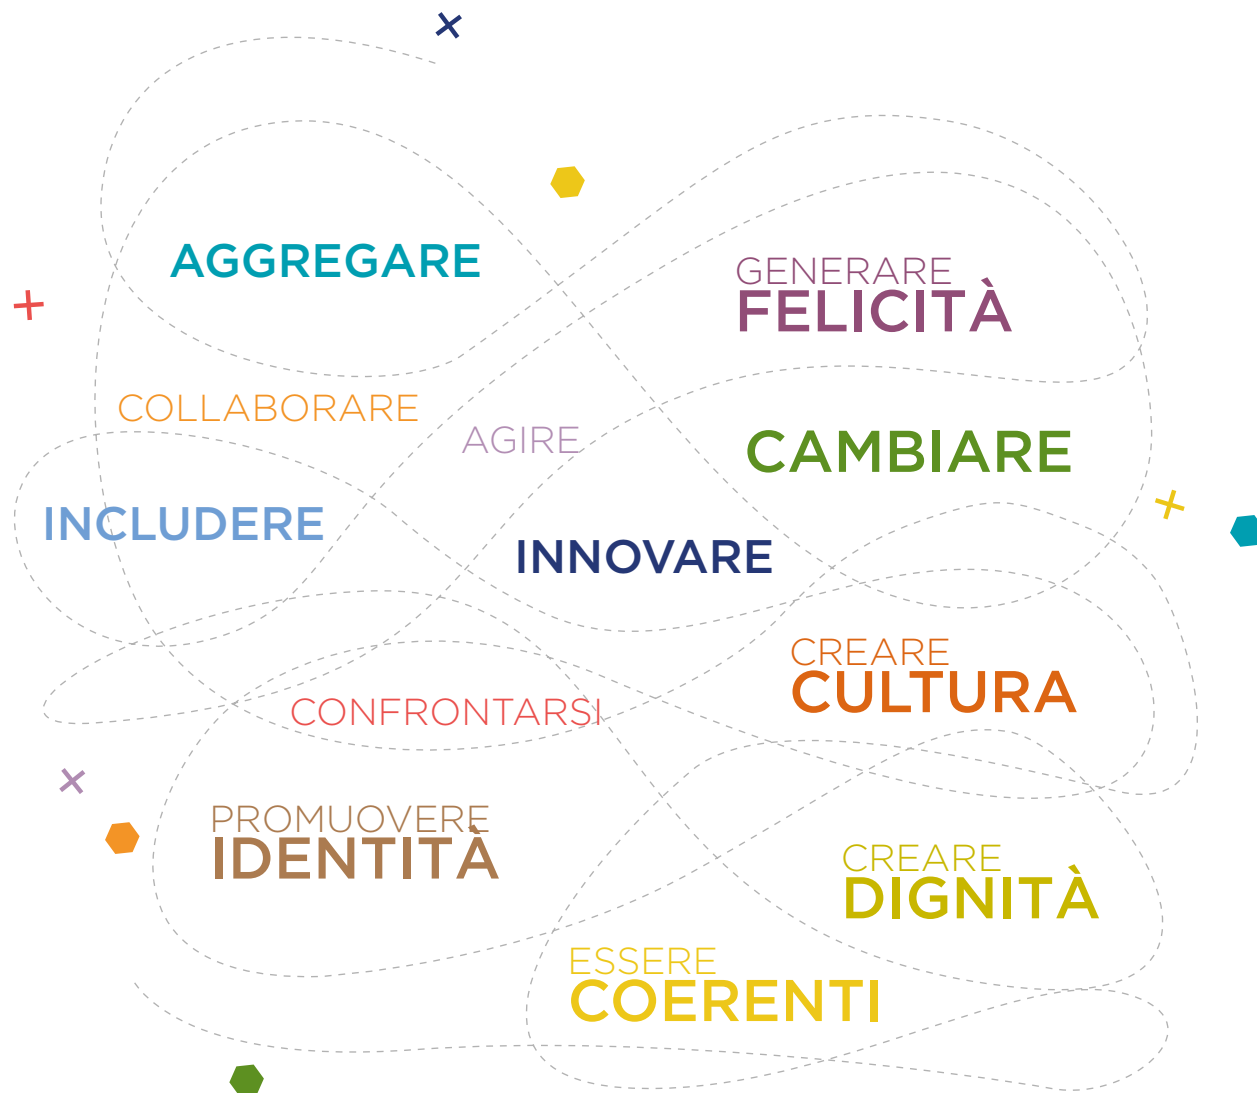 AGGREGARE
GENERARE
FELICITÀ
COLLABORARE
AGIRE
CAMBIARE
INCLUDERE
INNOVARE
CREARE
CULTURA
CONFRONTARSI
PROMUOVERE
IDENTITÀ
CREARE
DIGNITÀ
ESSERE
COERENTI